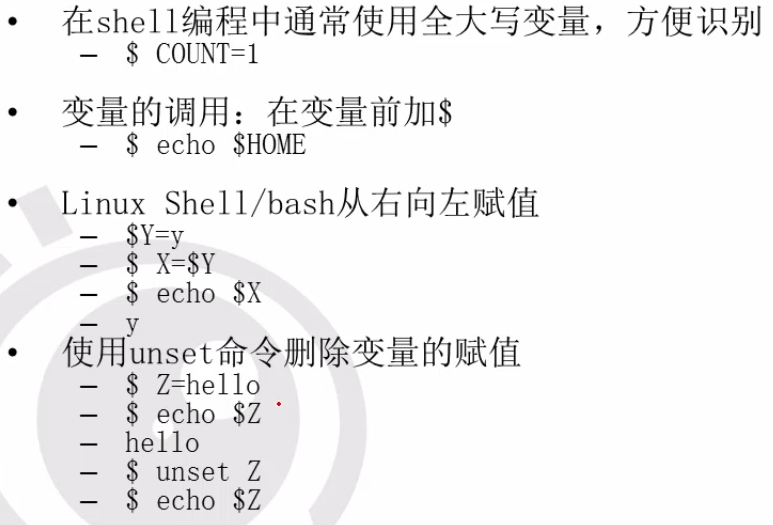 • 在shell编程中通常使用全大写变量，方便识别
– $ COUNT=1
• 变量的调用：在变量前加$
– $ echo $HOME
• Linux Shell/bash从右向左赋值
– $Y=y
– $ X=$Y
– $ echo $X
– y
• 使用unset命令删除变量的赋值
– $ Z=hello
– $ echo $Z
– hello
– $ unset Z
– $ echo $Z